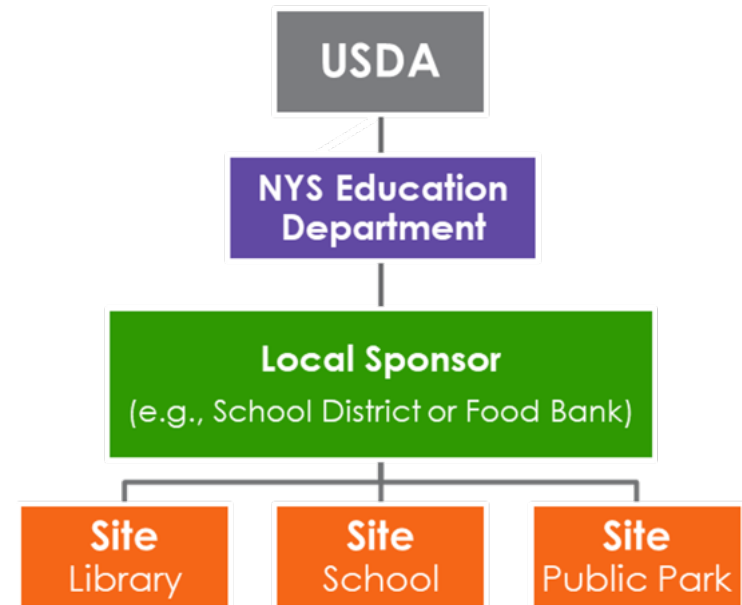 USDA
NYS Education
Department
Local Sponsor
(e.g., School District or Food Bank)
Site
Library
Site
School
Site
Public Park